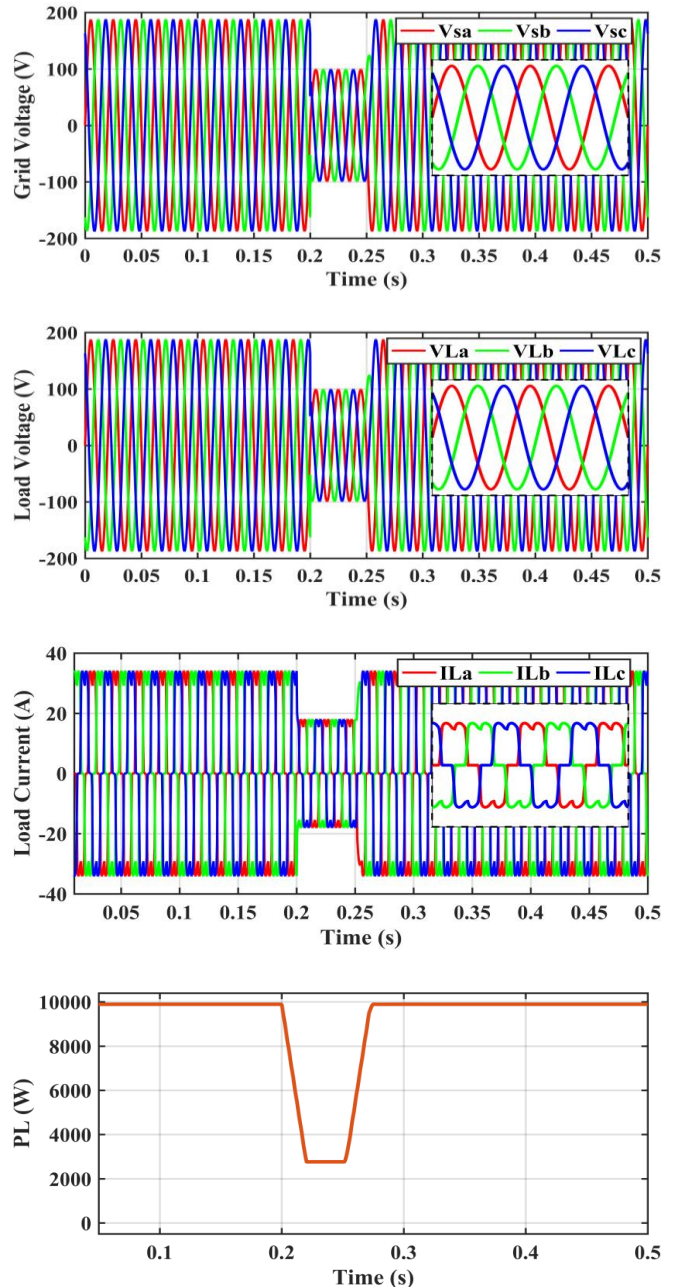 200
100
0
-100
-200
Grid Voltage (V)
Vsa Vsb Vsc
0 0.05 0.1 0.15 0.2 0.25 0.3 0.35 0.4 0.45 0.5
Time (s)
200
100
0
-100
-200
Load Voltage (V)
VLa VLb VLc
0 0.05 0.1 0.15 0.2 0.25 0.3 0.35 0.4 0.45 0.5
Time (s)
40
20
0
-20
-40
Load Current (A)
ILa ILb ILc
0.05 0.1 0.15 0.2 0.25 0.3 0.35 0.4 0.45 0.5
Time (s)
10000
8000
6000
4000
2000
0
PL (W)
0.1 0.2 0.3 0.4 0.5
Time (s)